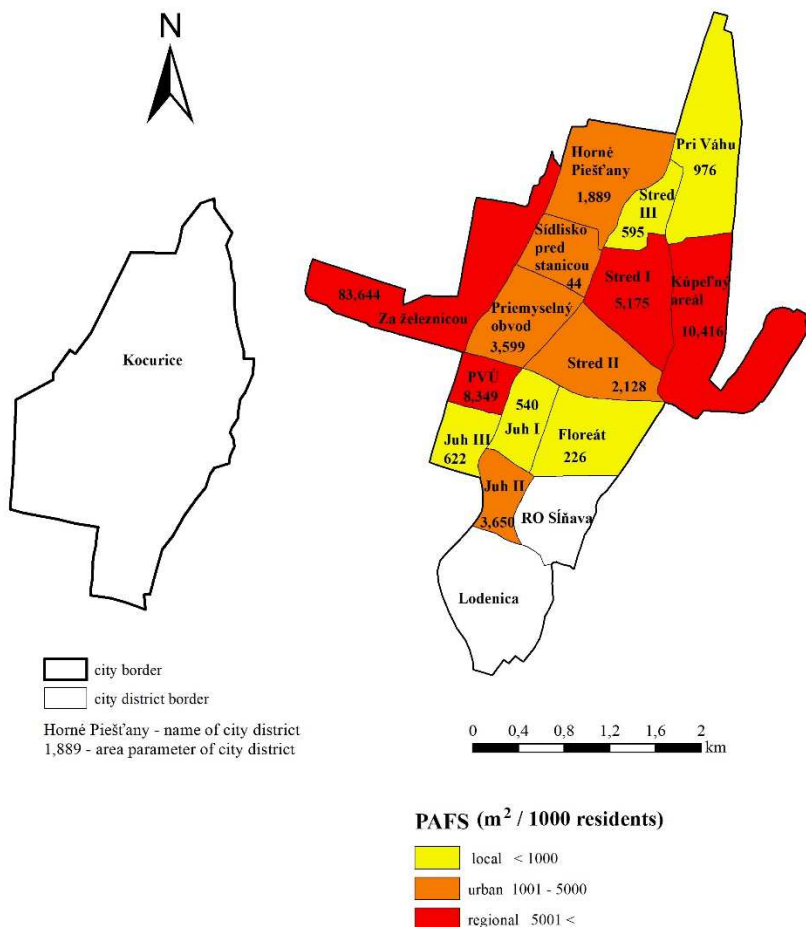 N
Kocurice
Pri Váhu
976
Horné
Piešťany
1,889
Stred
III
595
Sídlisko
pred
stanicou
44
Stred I
5,175
Kúpeľný
areál
10,416
83,644
Za železnicou
Priemyselný
obvod
3,599
Stred II
2,128
PVÚ
8,349
540
Juh I
Floreát
226
Juh III
622
Juh II
3,650
RO Sĺňava
Lodenica
city border
city district border
Horné Piešťany - name of city district
1,889 - area parameter of city district
0 0,4 0,8 1,2 1,6 2
km
PAFS (m² / 1000 residents)
local < 1000
urban 1001 - 5000
regional 5001 <